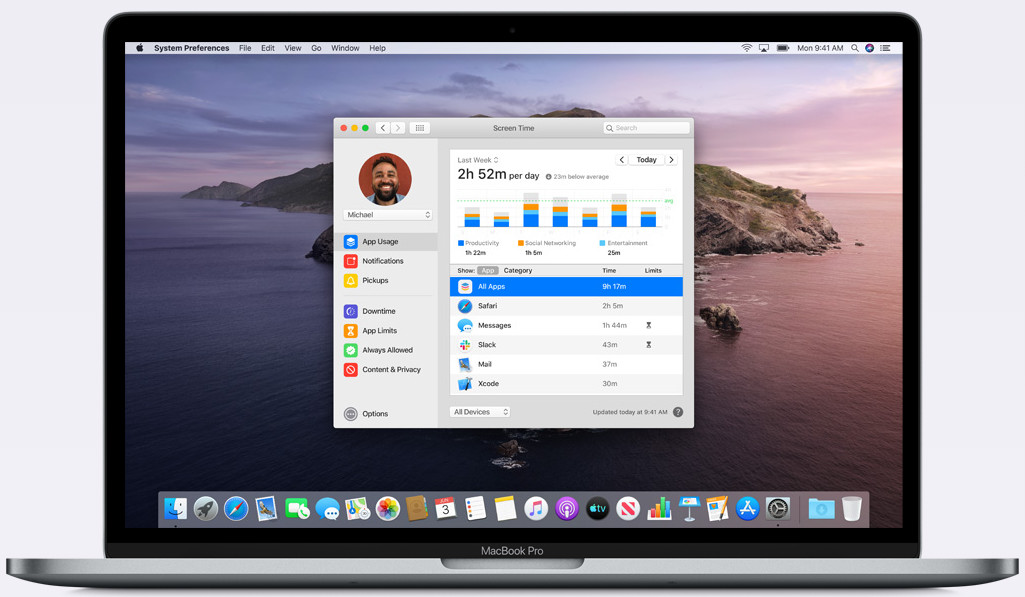 System Preferences File Edit View Go Window Help Mon 9:41 AM
Screen Time
Search
Last Week
Today
2h 52m per day 23m below average
avg
Michael
Productivity Social Networking Entertainment
1h 22m 1h 5m 25m
App Usage
Notifications
Pickups
Downtime
App Limits
Always Allowed
Content & Privacy
Options
Show: App Category Time Limits
All Apps 9h 17m
Safari 2h 5m
Messages 1h 44m
Slack 43m
Mail 37m
Xcode 30m
All Devices Updated today at 9:41 AM ?
JUN
3
tv
MacBook Pro